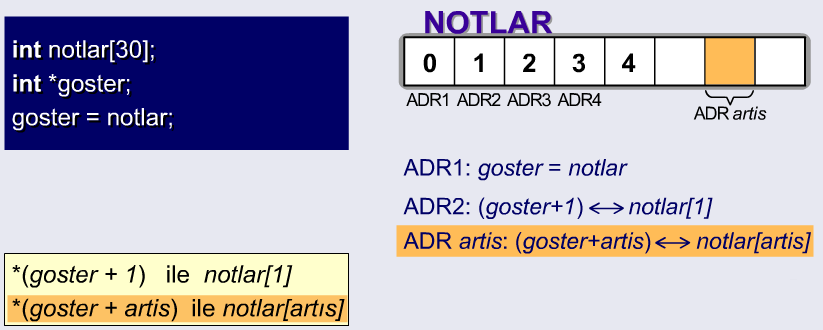 int notlar[30];
int *goster;
goster = notlar;
NOTLAR
0 1 2 3 4
ADR1 ADR2 ADR3 ADR4
ADR artis
ADR1: goster = notlar
ADR2: (goster+1) ↔ notlar[1]
ADR artis: (goster+artis) ↔ notlar[artis]
*(goster + 1) ile notlar[1]
*(goster + artis) ile notlar[artıs]